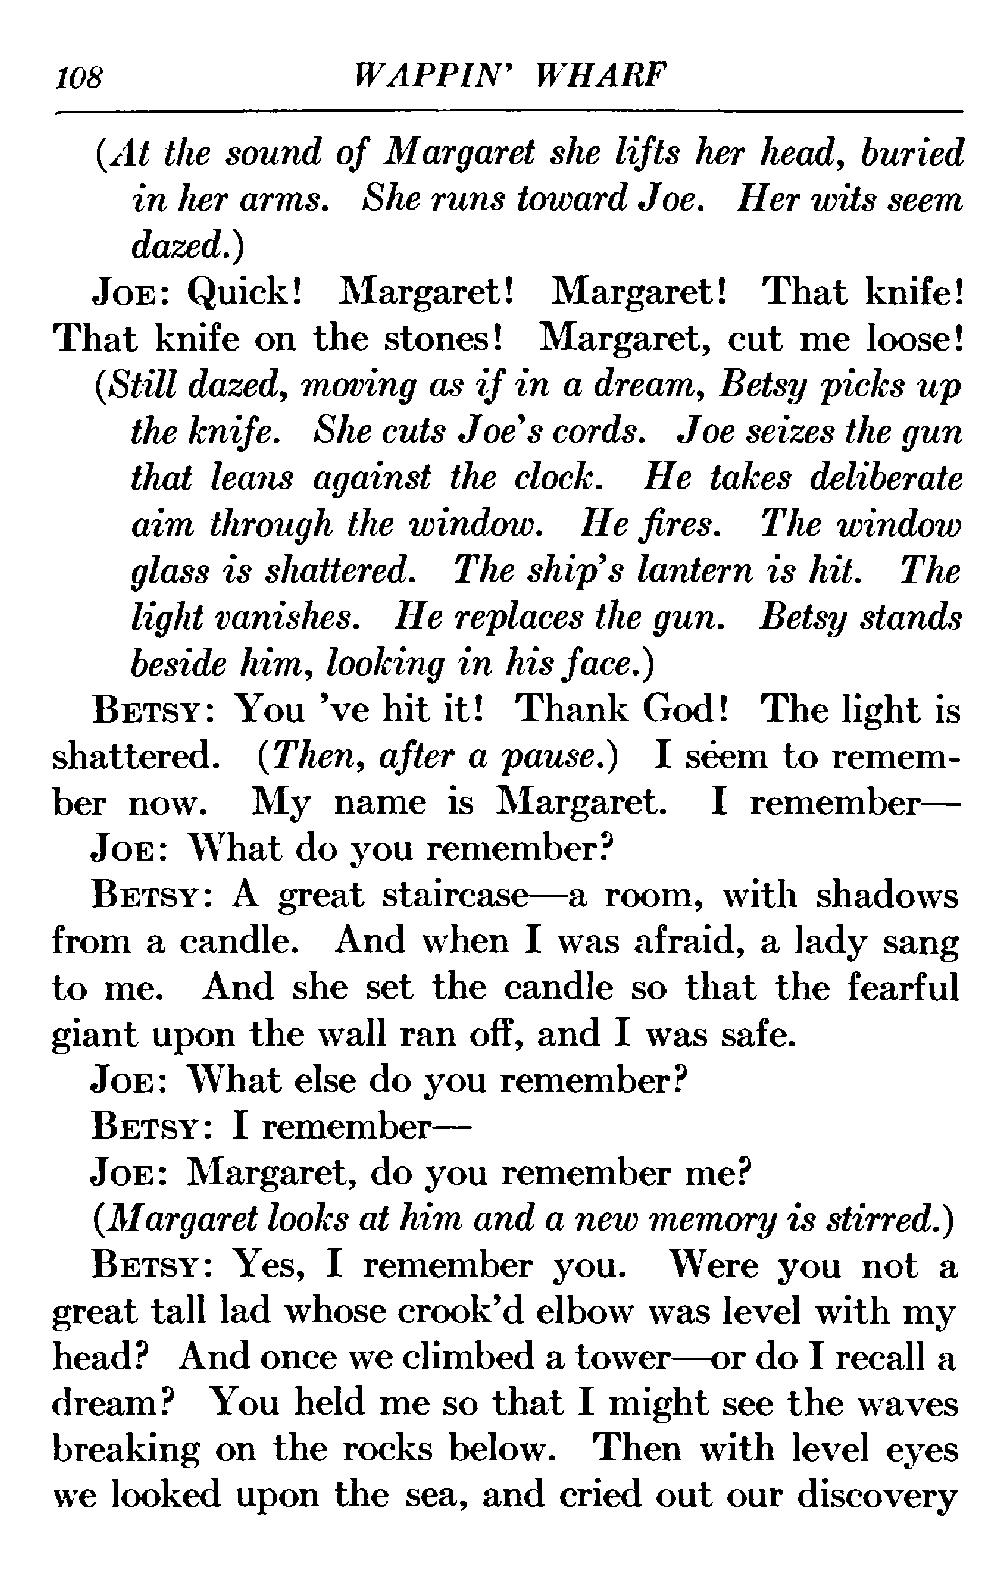 108 WAPPIN' WHARF
(At the sound of Margaret she lifts her head, buried
in her arms. She runs toward Joe. Her wits seem
dazed.)
JOE: Quick! Margaret! Margaret! That knife!
That knife on the stones! Margaret, cut me loose!
(Still dazed, moving as if in a dream, Betsy picks up
the knife. She cuts Joe's cords. Joe seizes the gun
that leans against the clock. He takes deliberate
aim through the window. He fires. The window
glass is shattered. The ship's lantern is hit. The
light vanishes. He replaces the gun. Betsy stands
beside him, looking in his face.)
BETSY: You 've hit it! Thank God! The light is
shattered. (Then, after a pause.) I seem to remem-
ber now. My name is Margaret. I remember—
JOE: What do you remember?
BETSY: A great staircase—a room, with shadows
from a candle. And when I was afraid, a lady sang
to me. And she set the candle so that the fearful
giant upon the wall ran off, and I was safe.
JOE: What else do you remember?
BETSY: I remember—
JOE: Margaret, do you remember me?
(Margaret looks at him and a new memory is stirred.)
BETSY: Yes, I remember you. Were you not a
great tall lad whose crook'd elbow was level with my
head? And once we climbed a tower—or do I recall a
dream? You held me so that I might see the waves
breaking on the rocks below. Then with level eyes
we looked upon the sea, and cried out our discovery